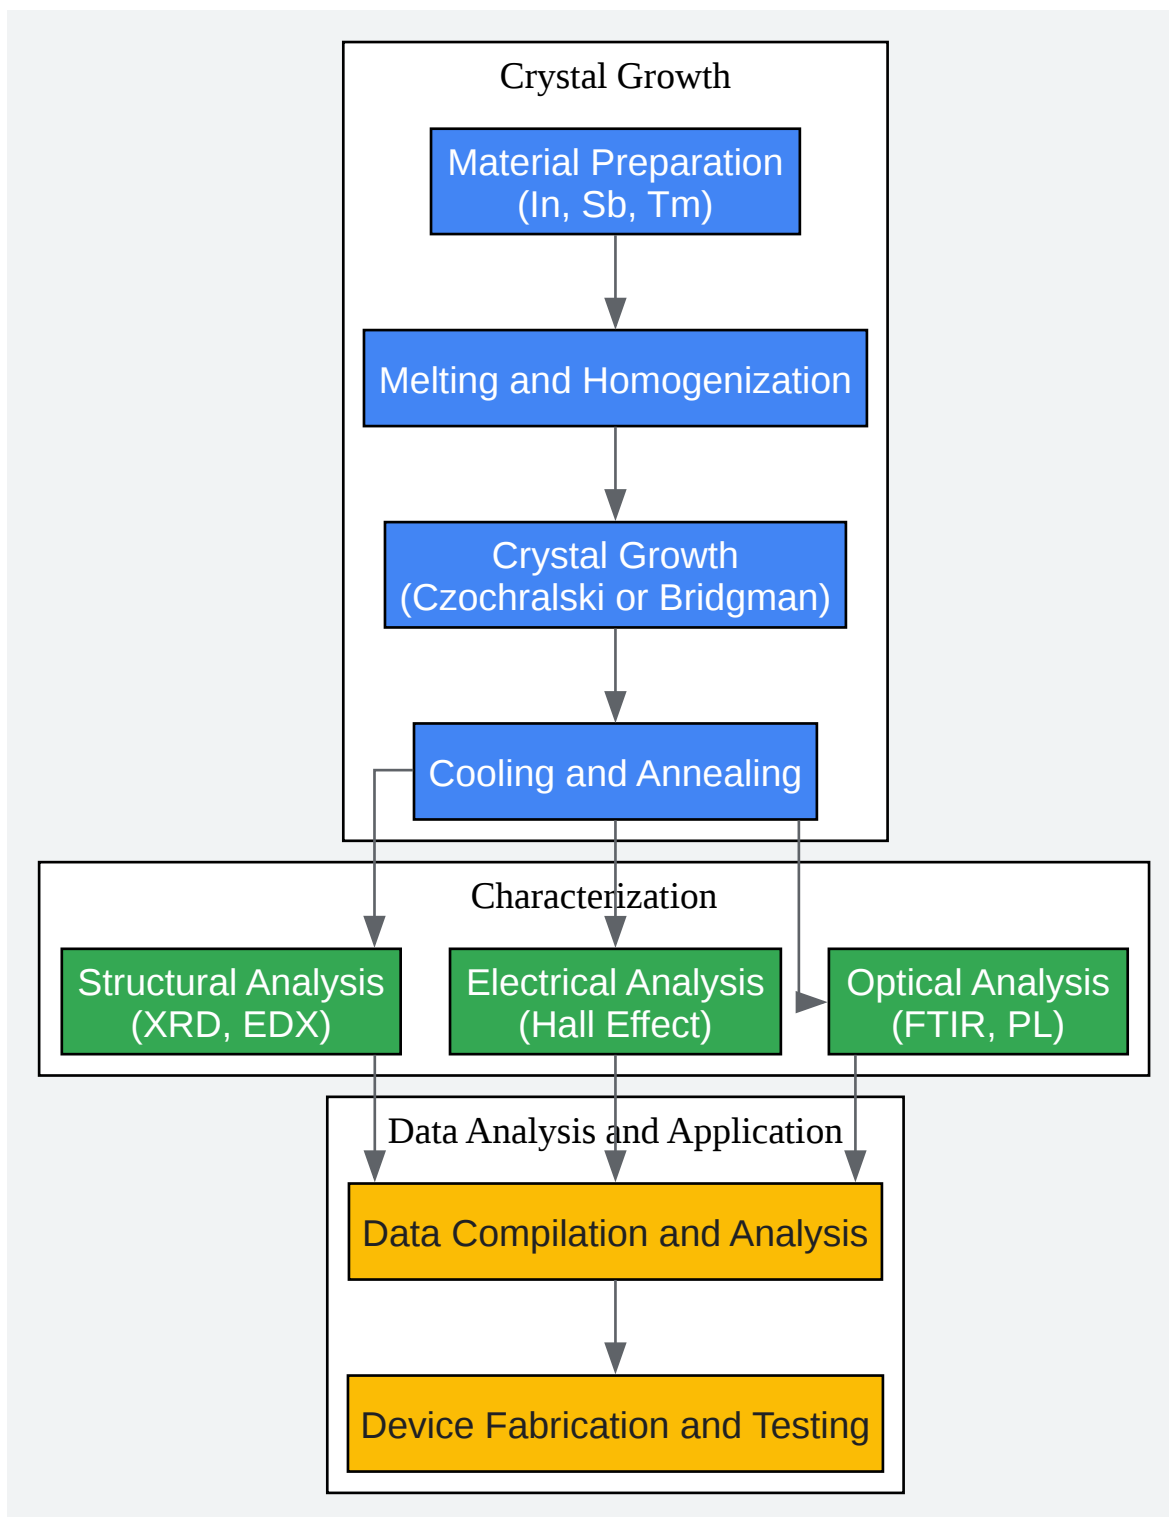 Crystal Growth
Material Preparation
(In, Sb, Tm)
Melting and Homogenization
Crystal Growth
(Czochralski or Bridgman)
Cooling and Annealing
Characterization
Structural Analysis
(XRD, EDX)
Electrical Analysis
(Hall Effect)
Optical Analysis
(FTIR, PL)
Data Analysis and Application
Data Compilation and Analysis
Device Fabrication and Testing